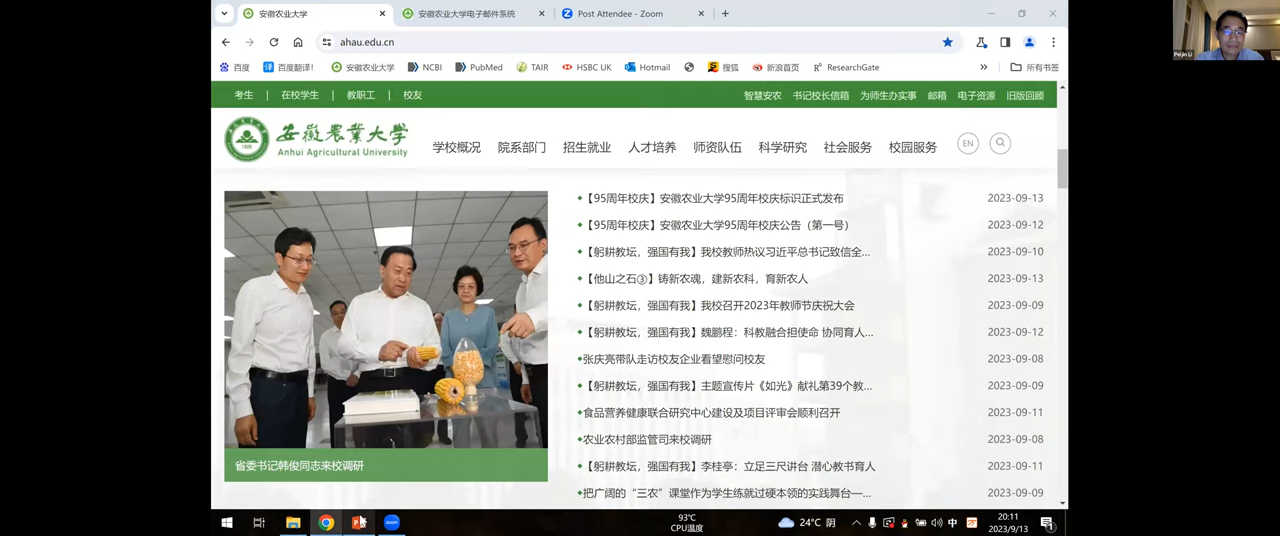 安徽农业大学
安徽农业大学电子邮件系统
Post Attendee - Zoom
ahau.edu.cn
百度
百度翻译!
安徽农业大学
NCBI
PubMed
TAIR
HSBC UK
Hotmail
搜狐
新浪首页
ResearchGate
所有书签
考生 | 在校学生 | 教职工 | 校友
智慧安农 书记校长信箱 为师生办实事 邮箱 电子资源 旧版回顾
安徽农业大学
Anhui Agricultural University
学校概况 院系部门 招生就业 人才培养 师资队伍 科学研究 社会服务 校园服务 EN
【95周年校庆】安徽农业大学95周年校庆标识正式发布 2023-09-13
【95周年校庆】安徽农业大学95周年校庆公告(第一号) 2023-09-12
【躬耕教坛,强国有我】我校教师热议习近平总书记致信全... 2023-09-10
【他山之石③】铸新农魂,建新农科,育新农人 2023-09-13
【躬耕教坛,强国有我】我校召开2023年教师节庆祝大会 2023-09-09
【躬耕教坛,强国有我】魏鹏程:科教融合担使命 协同育人... 2023-09-12
张庆亮带队走访校友企业看望慰问校友 2023-09-08
【躬耕教坛,强国有我】主题宣传片《如光》献礼第39个教... 2023-09-09
食品营养健康联合研究中心建设及项目评审会顺利召开 2023-09-11
农业农村部监管司来校调研 2023-09-08
【躬耕教坛,强国有我】李桂亭:立足三尺讲台 潜心教书育人 2023-09-11
把广阔的“三农”课堂作为学生练就过硬本领的实践舞台—... 2023-09-09
省委书记韩俊同志来校调研
93℃
CPU温度
24°C 阴
中
20:11
2023/9/13
Peijin Li